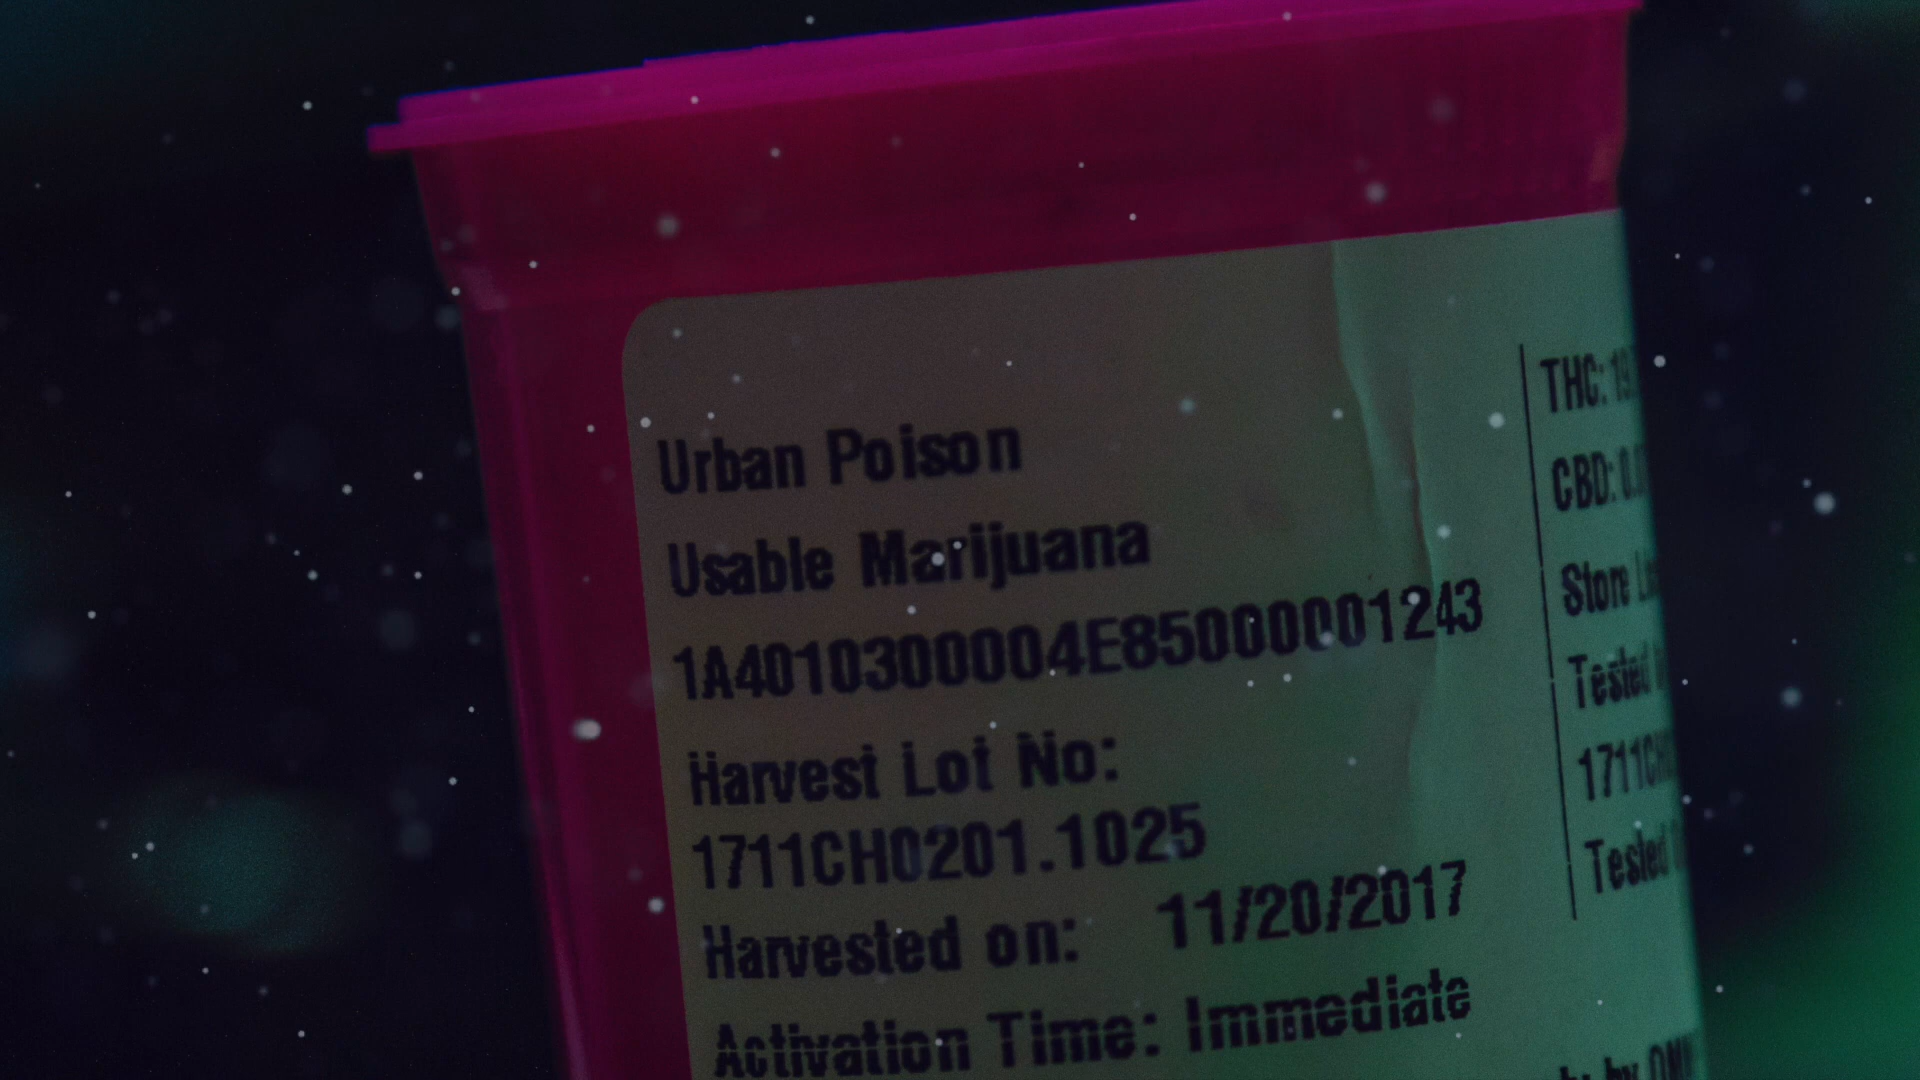 Urban Poison
Usable Marijuana
1A4010300004E85000001243
Harvest Lot No:
1711CH0201.1025
Harvested on: 11/20/2017
Activation Time: Immediate
THC:
CBD:
Store
Tested
Tested
by